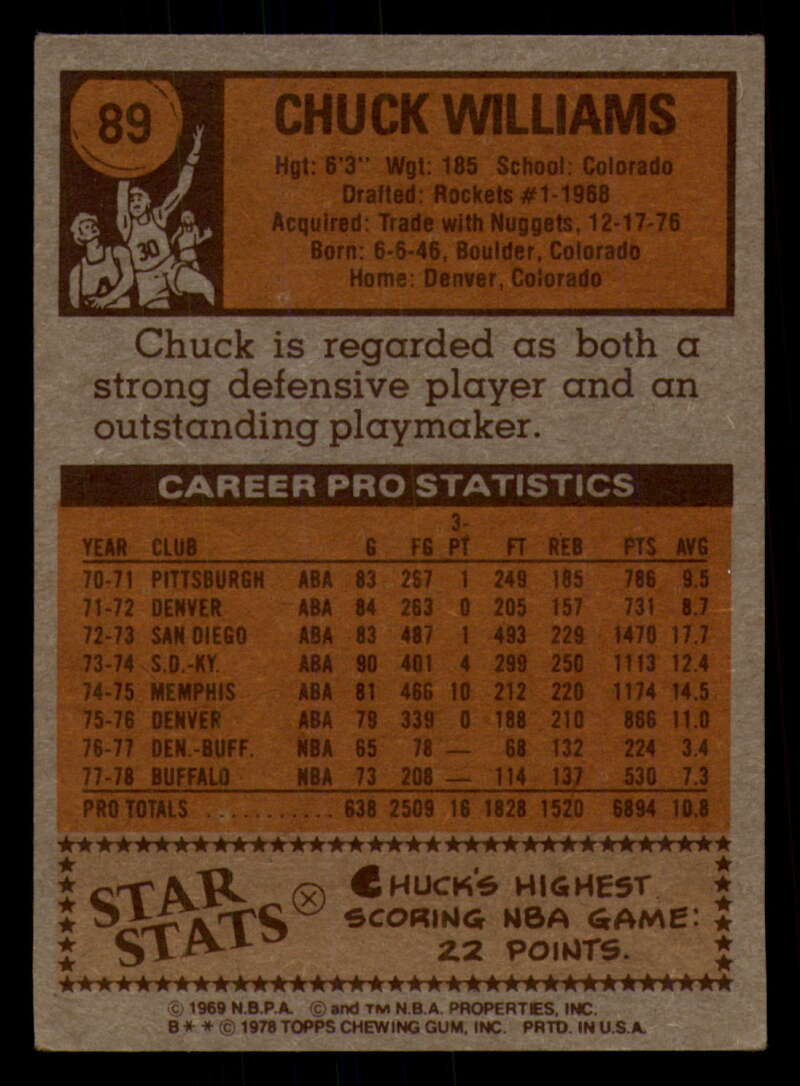 89
CHUCK WILLIAMS
Hgt: 6'3" Wgt: 185 School: Colorado
Drafted: Rockets #1-1968
Acquired: Trade with Nuggets, 12-17-76
Born: 6-6-46, Boulder, Colorado
Home: Denver, Colorado
30
Chuck is regarded as both a
strong defensive player and an
outstanding playmaker.
CAREER PRO STATISTICS
YEAR CLUB G FG 3-PT FT REB PTS AVG
70-71 PITTSBURGH ABA 83 267 1 249 185 786 9.5
71-72 DENVER ABA 84 263 0 205 157 731 8.7
72-73 SAN DIEGO ABA 83 487 1 493 229 1470 17.7
73-74 S.D.-KY. ABA 90 401 4 299 250 1113 12.4
74-75 MEMPHIS ABA 81 466 10 212 220 1174 14.5
75-76 DENVER ABA 79 339 0 188 210 866 11.0
76-77 DEN.-BUFF. NBA 65 78 — 68 132 224 3.4
77-78 BUFFALO NBA 73 208 — 114 137 530 7.3
PRO TOTALS ........... 638 2509 16 1828 1520 6894 10.8
STAR
STATS
CHUCK'S HIGHEST
SCORING NBA GAME:
22 POINTS.
© 1969 N.B.P.A. © and TM N.B.A. PROPERTIES, INC.
B * * © 1978 TOPPS CHEWING GUM, INC. PRTD. IN U.S.A.